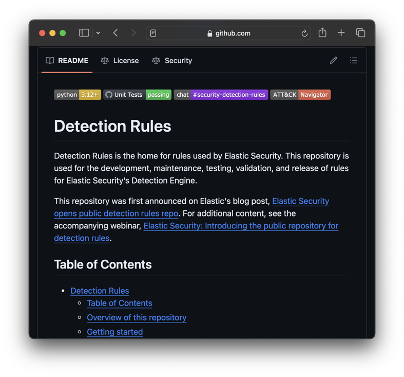 github.com
README
License
Security
python 3.12+ Unit Tests passing chat #security-detection-rules ATT&CK Navigator
Detection Rules
Detection Rules is the home for rules used by Elastic Security. This repository is
used for the development, maintenance, testing, validation, and release of rules
for Elastic Security's Detection Engine.
This repository was first announced on Elastic's blog post, Elastic Security
opens public detection rules repo. For additional content, see the
accompanying webinar, Elastic Security: Introducing the public repository for
detection rules.
Table of Contents
Detection Rules
Table of Contents
Overview of this repository
Getting started